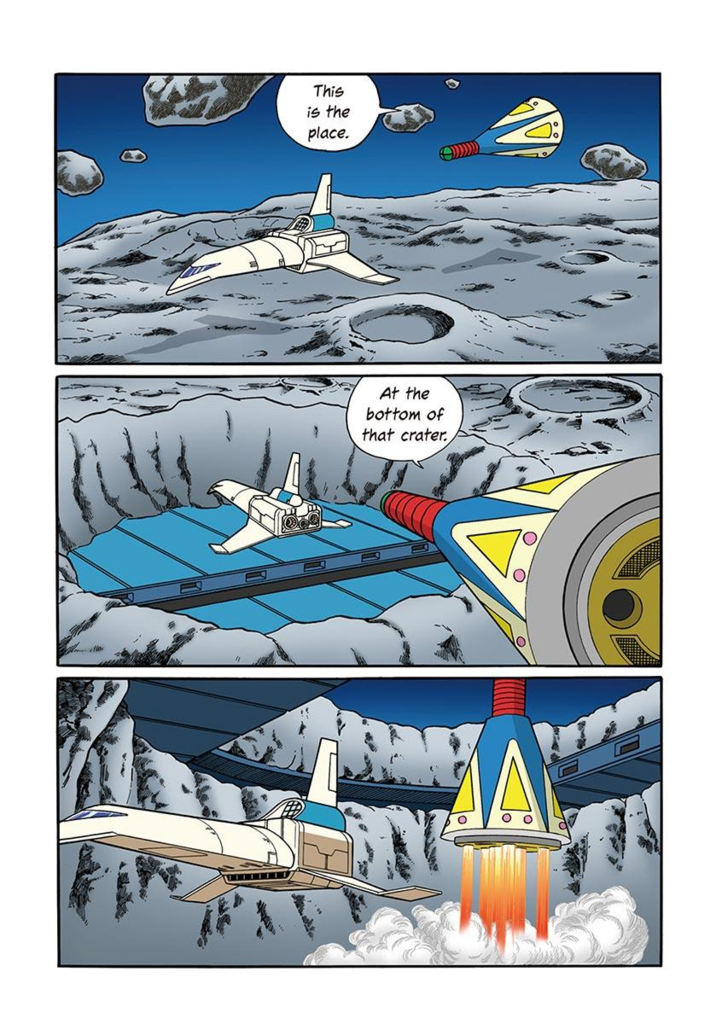 This
is the
place.
At the
bottom of
that crater.